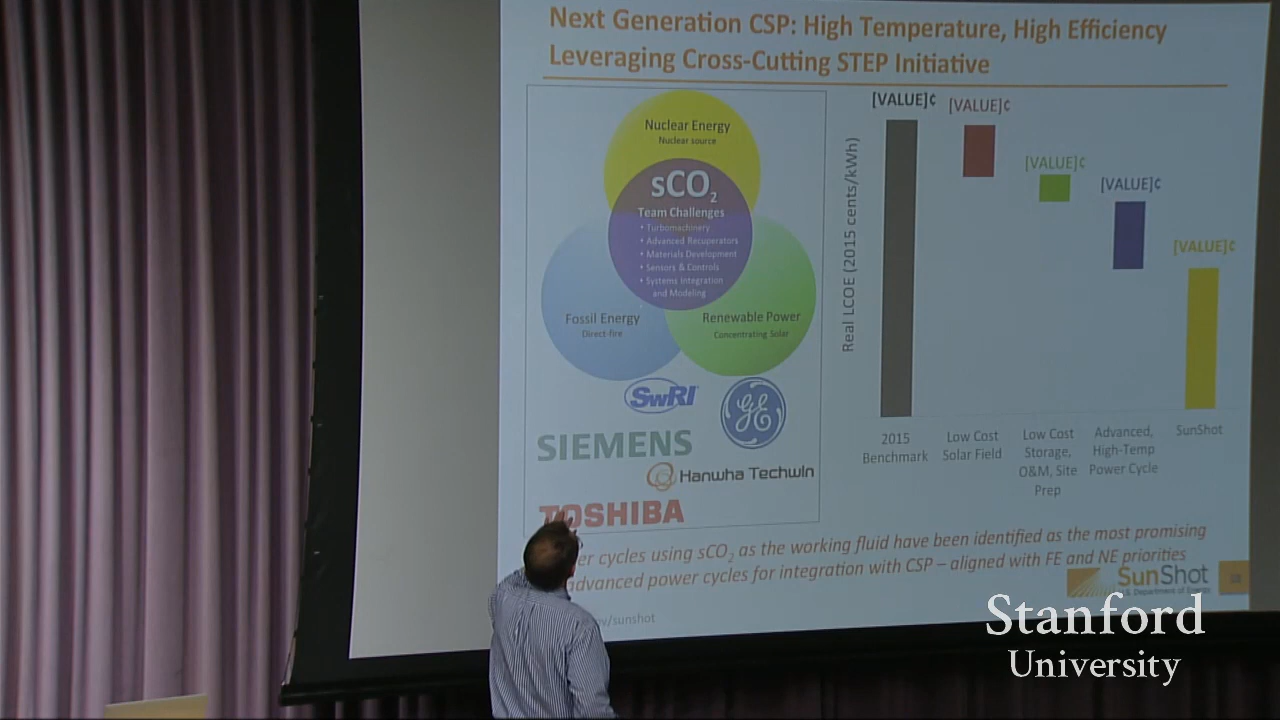 Next Generation CSP: High Temperature, High Efficiency
Leveraging Cross-Cutting STEP Initiative
Nuclear Energy
Nuclear source
sCO2
Team Challenges
• Turbomachinery
• Advanced Recuperators
• Materials Development
• Sensors & Controls
• Systems Integration
and Modeling
Fossil Energy
Direct-fire
Renewable Power
Concentrating Solar
SwRI
GE
SIEMENS
Hanwha Techwin
TOSHIBA
Real LCOE (2015 cents/kWh)
[VALUE]¢
[VALUE]¢
[VALUE]¢
[VALUE]¢
[VALUE]¢
2015
Benchmark
Low Cost
Solar Field
Low Cost
Storage,
O&M, Site
Prep
Advanced,
High-Temp
Power Cycle
SunShot
er cycles using sCO2 as the working fluid have been identified as the most promising
advanced power cycles for integration with CSP – aligned with FE and NE priorities
SunShot
Department of Energy
ov/sunshot
Stanford
University